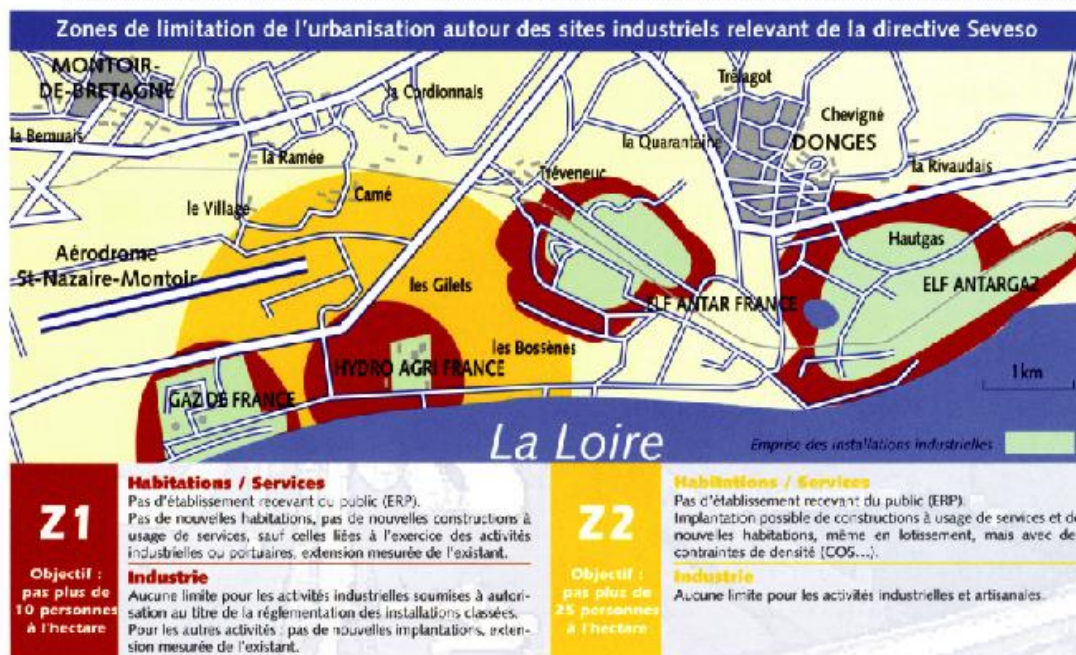 Zones de limitation de l'urbanisation autour des sites industriels relevant de la directive Seveso
MONTOIR-
DE-BRETAGNE
la Cordionnais
Trélagot
Chevigné
la Bernuais
la Quarantaine
DONGES
la Ramée
la Rivaudais
Tréveneuc
Camé
le Village
Hautgas
Aérodrome
St-Nazaire-Montoir
les Gilets
ELF ANTAR FRANCE
ELF ANTARGAZ
les Bossènes
HYDRO AGRI FRANCE
1km
GAZ DE FRANCE
La Loire
Emprise des installations industrielles
Z1
Objectif :
pas plus de
10 personnes
à l'hectare
Habitations / Services
Pas d'établissement recevant du public (ERP).
Pas de nouvelles habitations, pas de nouvelles constructions à
usage de services, sauf celles liées à l'exercice des activités
industrielles ou portuaires, extension mesurée de l'existant.
Industrie
Aucune limite pour les activités industrielles soumises à autori-
sation au titre de la réglementation des installations classées.
Pour les autres activités : pas de nouvelles implantations, exten-
sion mesurée de l'existant.
Z2
Objectif :
pas plus de
25 personnes
à l'hectare
Habitations / Services
Pas d'établissement recevant du public (ERP).
Implantation possible de constructions à usage de services et de
nouvelles habitations, même en lotissement, mais avec de
contraintes de densité (COS...).
Industrie
Aucune limite pour les activités industrielles et artisanales.